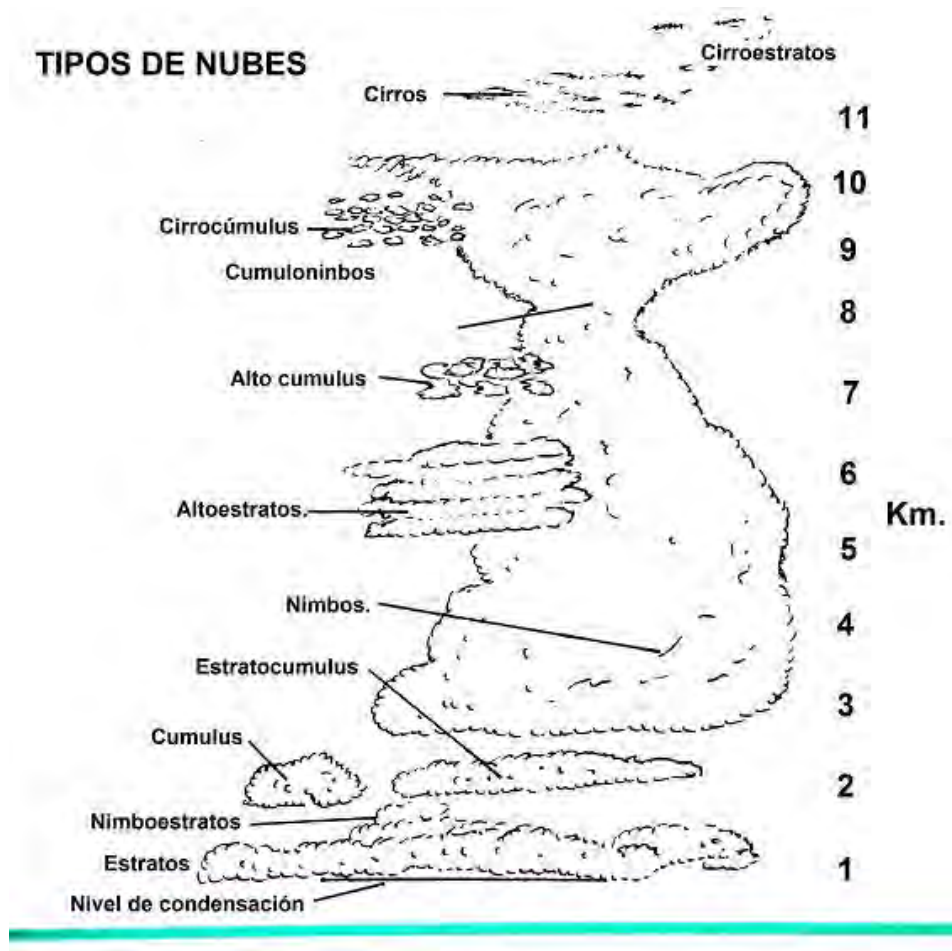 Cirroestratos
TIPOS DE NUBES
Cirros
11
10
Cirrocúmulus
9
Cumuloninbos
8
Alto cumulus
7
6
Altoestratos.
Km.
5
Nimbos.
4
Estratocumulus
3
Cumulus
2
Nimboestratos
Estratos
1
Nivel de condensación